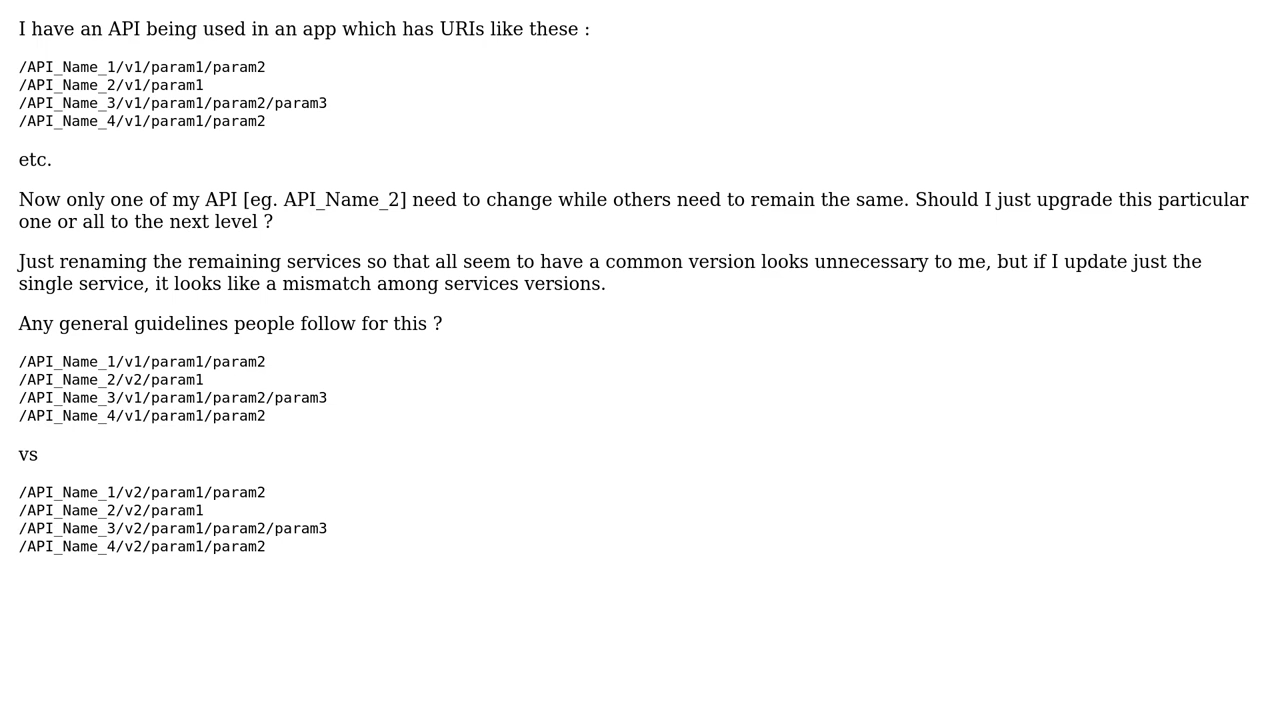 I have an API being used in an app which has URIs like these :
/API_Name_1/v1/param1/param2
/API_Name_2/v1/param1
/API_Name_3/v1/param1/param2/param3
/API_Name_4/v1/param1/param2
etc.
Now only one of my API [eg. API_Name_2] need to change while others need to remain the same. Should I just upgrade this particular
one or all to the next level ?
Just renaming the remaining services so that all seem to have a common version looks unnecessary to me, but if I update just the
single service, it looks like a mismatch among services versions.
Any general guidelines people follow for this ?
/API_Name_1/v1/param1/param2
/API_Name_2/v2/param1
/API_Name_3/v1/param1/param2/param3
/API_Name_4/v1/param1/param2
vs
/API_Name_1/v2/param1/param2
/API_Name_2/v2/param1
/API_Name_3/v2/param1/param2/param3
/API_Name_4/v2/param1/param2